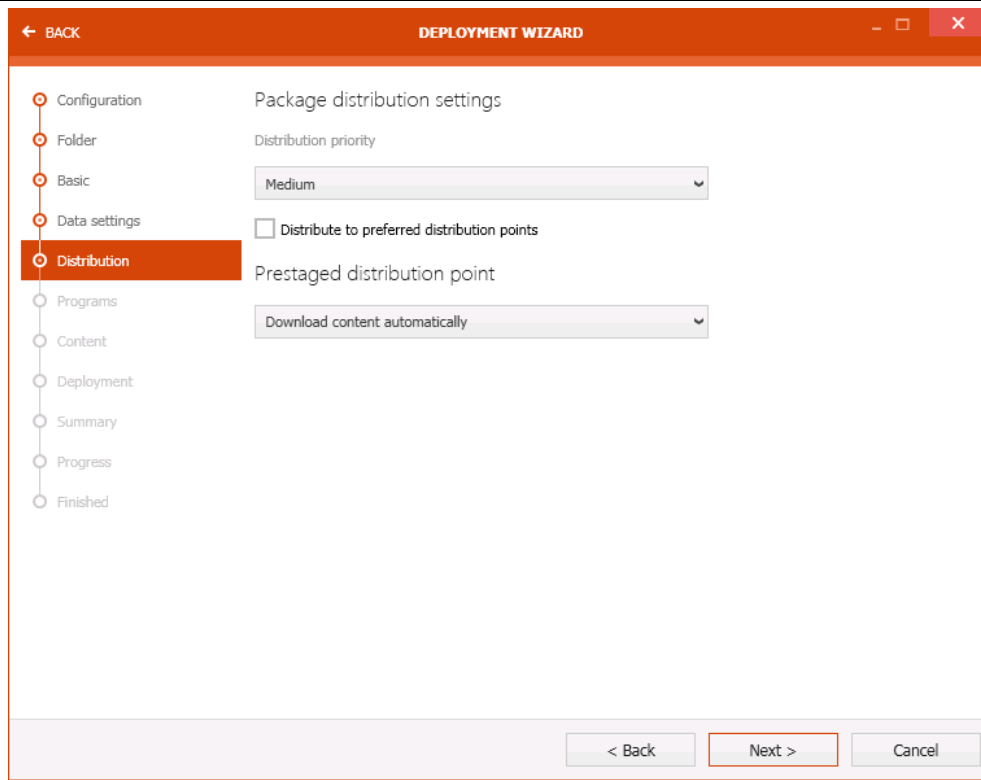 BACK
DEPLOYMENT WIZARD
Configuration
Folder
Basic
Data settings
Distribution
Programs
Content
Deployment
Summary
Progress
Finished
Package distribution settings
Distribution priority
Medium
Distribute to preferred distribution points
Prestaged distribution point
Download content automatically
< Back
Next >
Cancel